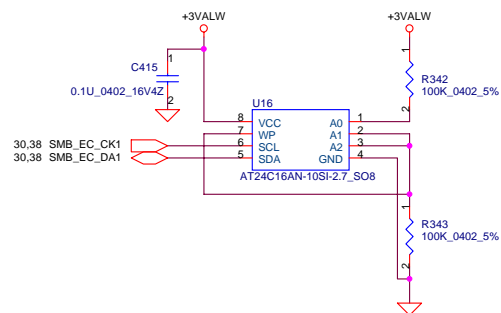 +3VALW
+3VALW
C415
1
2
0.1U_0402_16V4Z
1
2
R342
100K_0402_5%
U16
8 VCC A0 1
7 WP A1 2
30,38 SMB_EC_CK1 6 SCL A2 3
30,38 SMB_EC_DA1 5 SDA GND 4
AT24C16AN-10SI-2.7_SO8
1
2
R343
100K_0402_5%